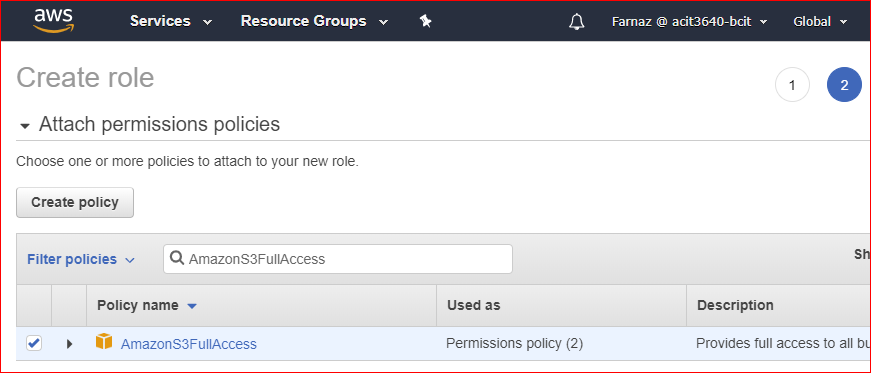 aws Services Resource Groups Farnaz @ acit3640-bcit Global
Create role 1 2
Attach permissions policies
Choose one or more policies to attach to your new role.
Create policy
Filter policies AmazonS3FullAccess Sh
Policy name Used as Description
AmazonS3FullAccess Permissions policy (2) Provides full access to all bu